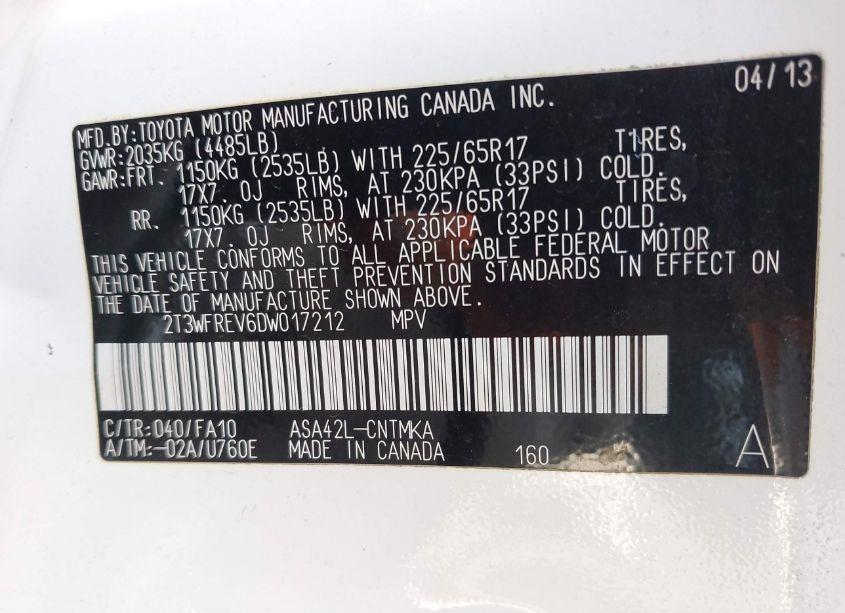 04/13
MFD.BY:TOYOTA MOTOR MANUFACTURING CANADA INC.
GVWR:2035KG (4485LB)
GAWR:FRT. 1150KG (2535LB) WITH 225/65R17 TIRES,
17X7.0J RIMS, AT 230KPA (33PSI) COLD.
RR. 1150KG (2535LB) WITH 225/65R17 TIRES,
17X7.0J RIMS, AT 230KPA (33PSI) COLD.
THIS VEHICLE CONFORMS TO ALL APPLICABLE FEDERAL MOTOR
VEHICLE SAFETY AND THEFT PREVENTION STANDARDS IN EFFECT ON
THE DATE OF MANUFACTURE SHOWN ABOVE.
2T3WFREV6DW017212 MPV
C/TR:040/FA10 ASA42L-CNTMKA
A/TM:-02A/U760E MADE IN CANADA 160 A